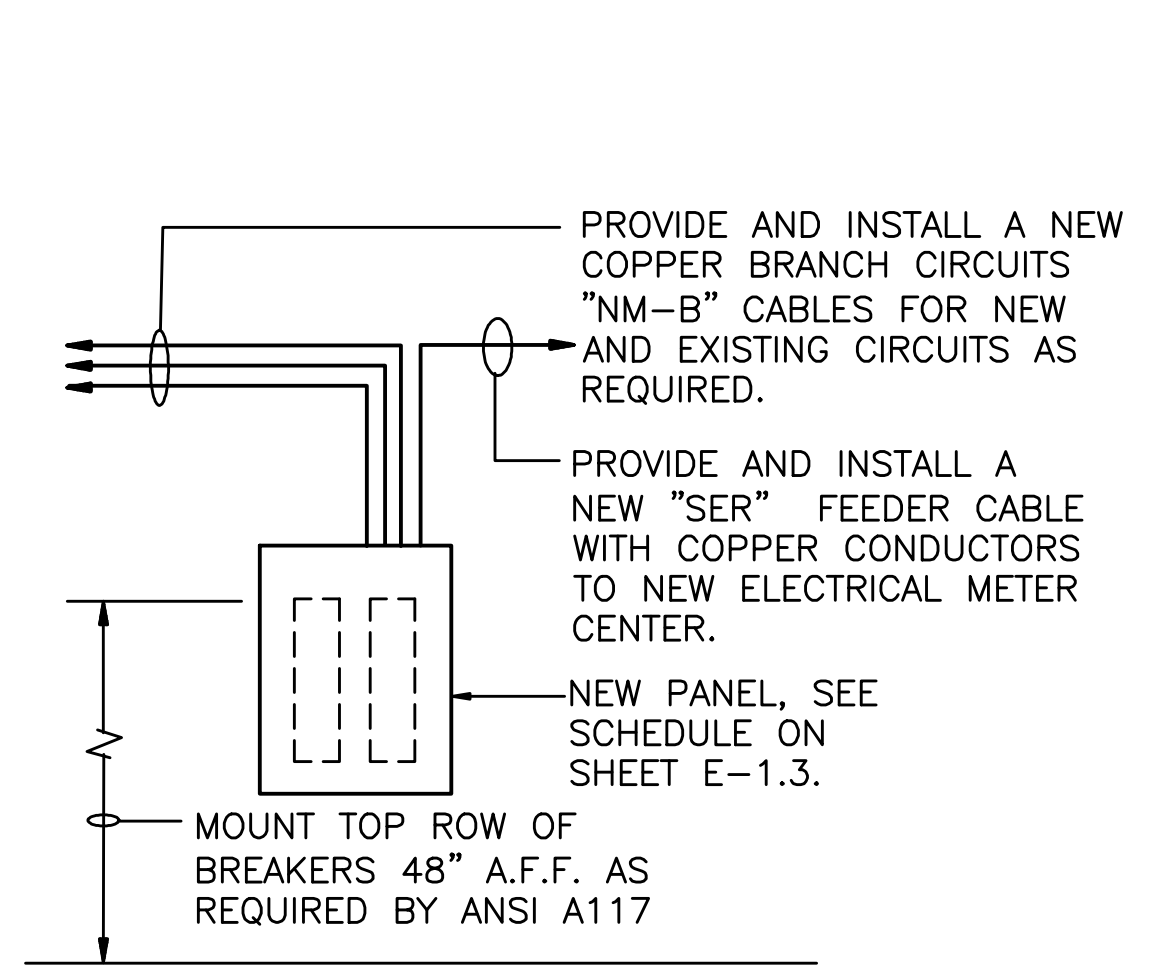 PROVIDE AND INSTALL A NEW
COPPER BRANCH CIRCUITS
"NM-B" CABLES FOR NEW
AND EXISTING CIRCUITS AS
REQUIRED.
PROVIDE AND INSTALL A
NEW "SER" FEEDER CABLE
WITH COPPER CONDUCTORS
TO NEW ELECTRICAL METER
CENTER.
NEW PANEL, SEE
SCHEDULE ON
SHEET E-1.3.
MOUNT TOP ROW OF
BREAKERS 48" A.F.F. AS
REQUIRED BY ANSI A117